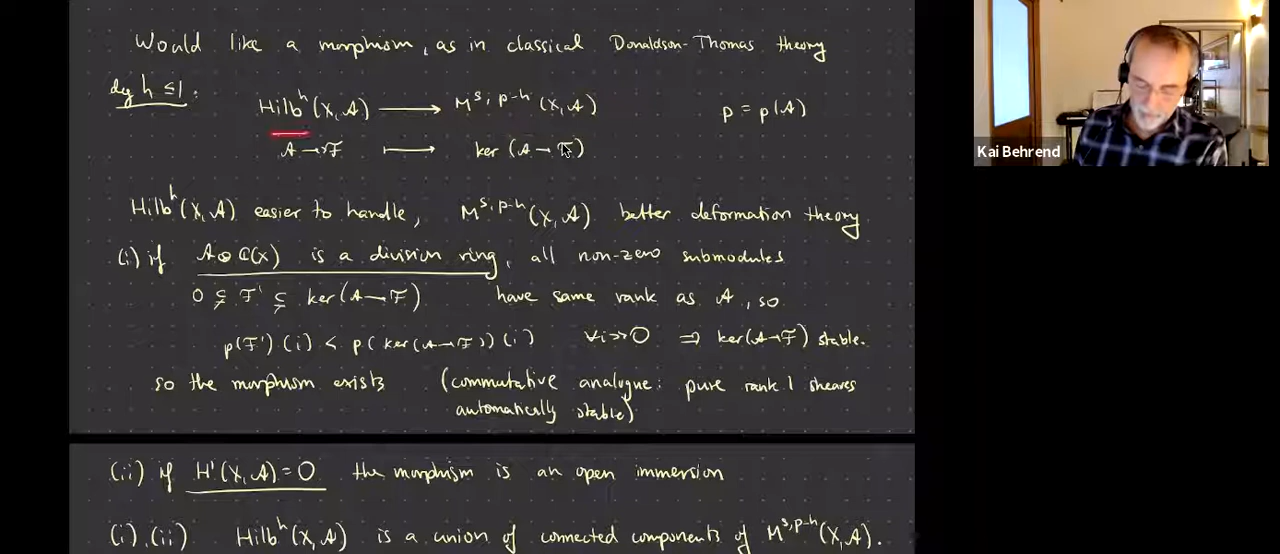 Would like a morphism, as in classical Donaldson-Thomas theory
deg h ≤ 1 :
Hilb^h (X, A) → M^{s, p-h} (X, A)    p = p(A)
A → F ⟼ ker (A → F)
Hilb^h (X, A) easier to handle, M^{s, p-h} (X, A) better deformation theory
(i) if A ⊗ C(X) is a division ring, all non-zero submodules
0 ⊊ F' ⊊ ker (A → F) have same rank as A, so
p(F')(i) < p(ker(A → F))(i)    ∀i>>0 ⇒ ker(A → F) stable.
so the morphism exists (commutative analogue: pure rank 1 sheaves
automatically stable)
(ii) if H¹(X, A) = 0 the morphism is an open immersion
(i), (ii) Hilb^h (X, A) is a union of connected components of M^{s, p-h} (X, A).
Kai Behrend